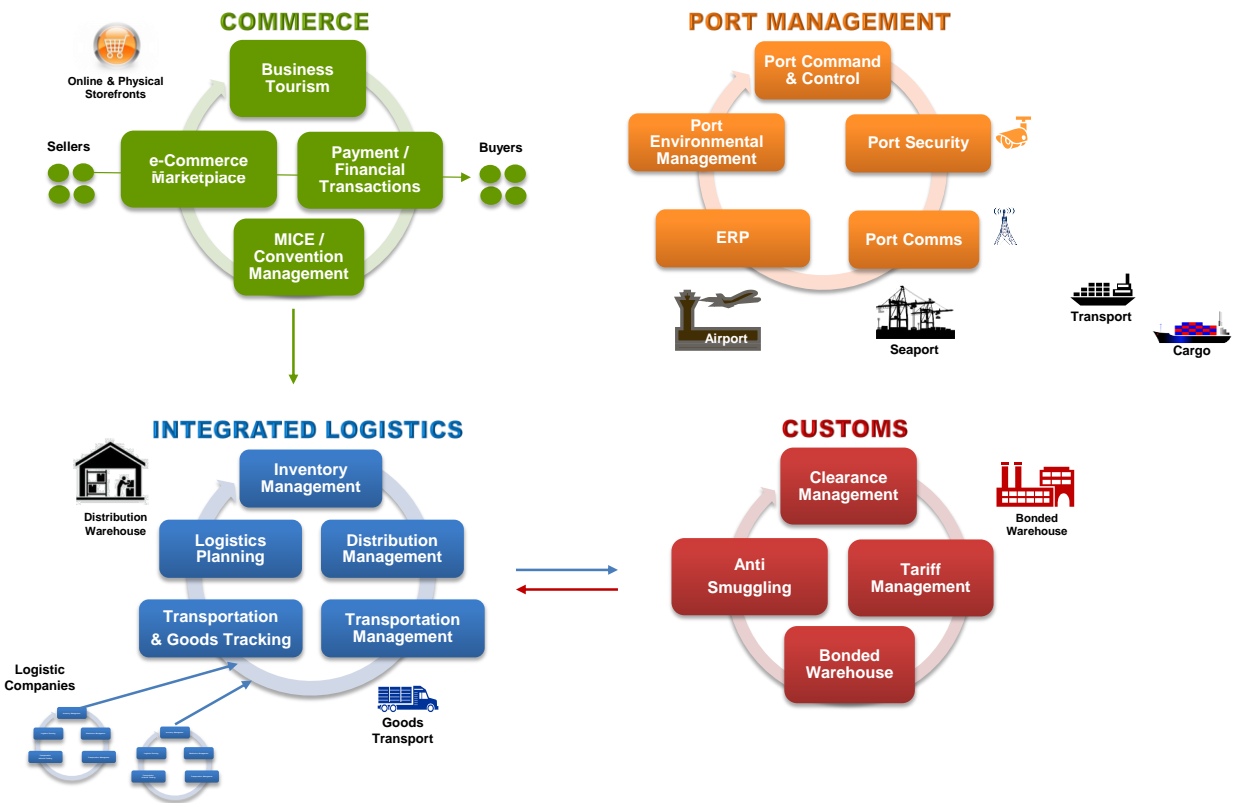 COMMERCE
Online & Physical
Storefronts
Business
Tourism
Sellers
e-Commerce
Marketplace
Payment /
Financial
Transactions
Buyers
MICE /
Convention
Management
PORT MANAGEMENT
Port Command
& Control
Port
Environmental
Management
Port Security
ERP
Port Comms
Airport
Seaport
Transport
Cargo
INTEGRATED LOGISTICS
Distribution
Warehouse
Inventory
Management
Logistics
Planning
Distribution
Management
Transportation
& Goods Tracking
Transportation
Management
Logistic
Companies
Goods
Transport
CUSTOMS
Clearance
Management
Bonded
Warehouse
Anti
Smuggling
Tariff
Management
Bonded
Warehouse